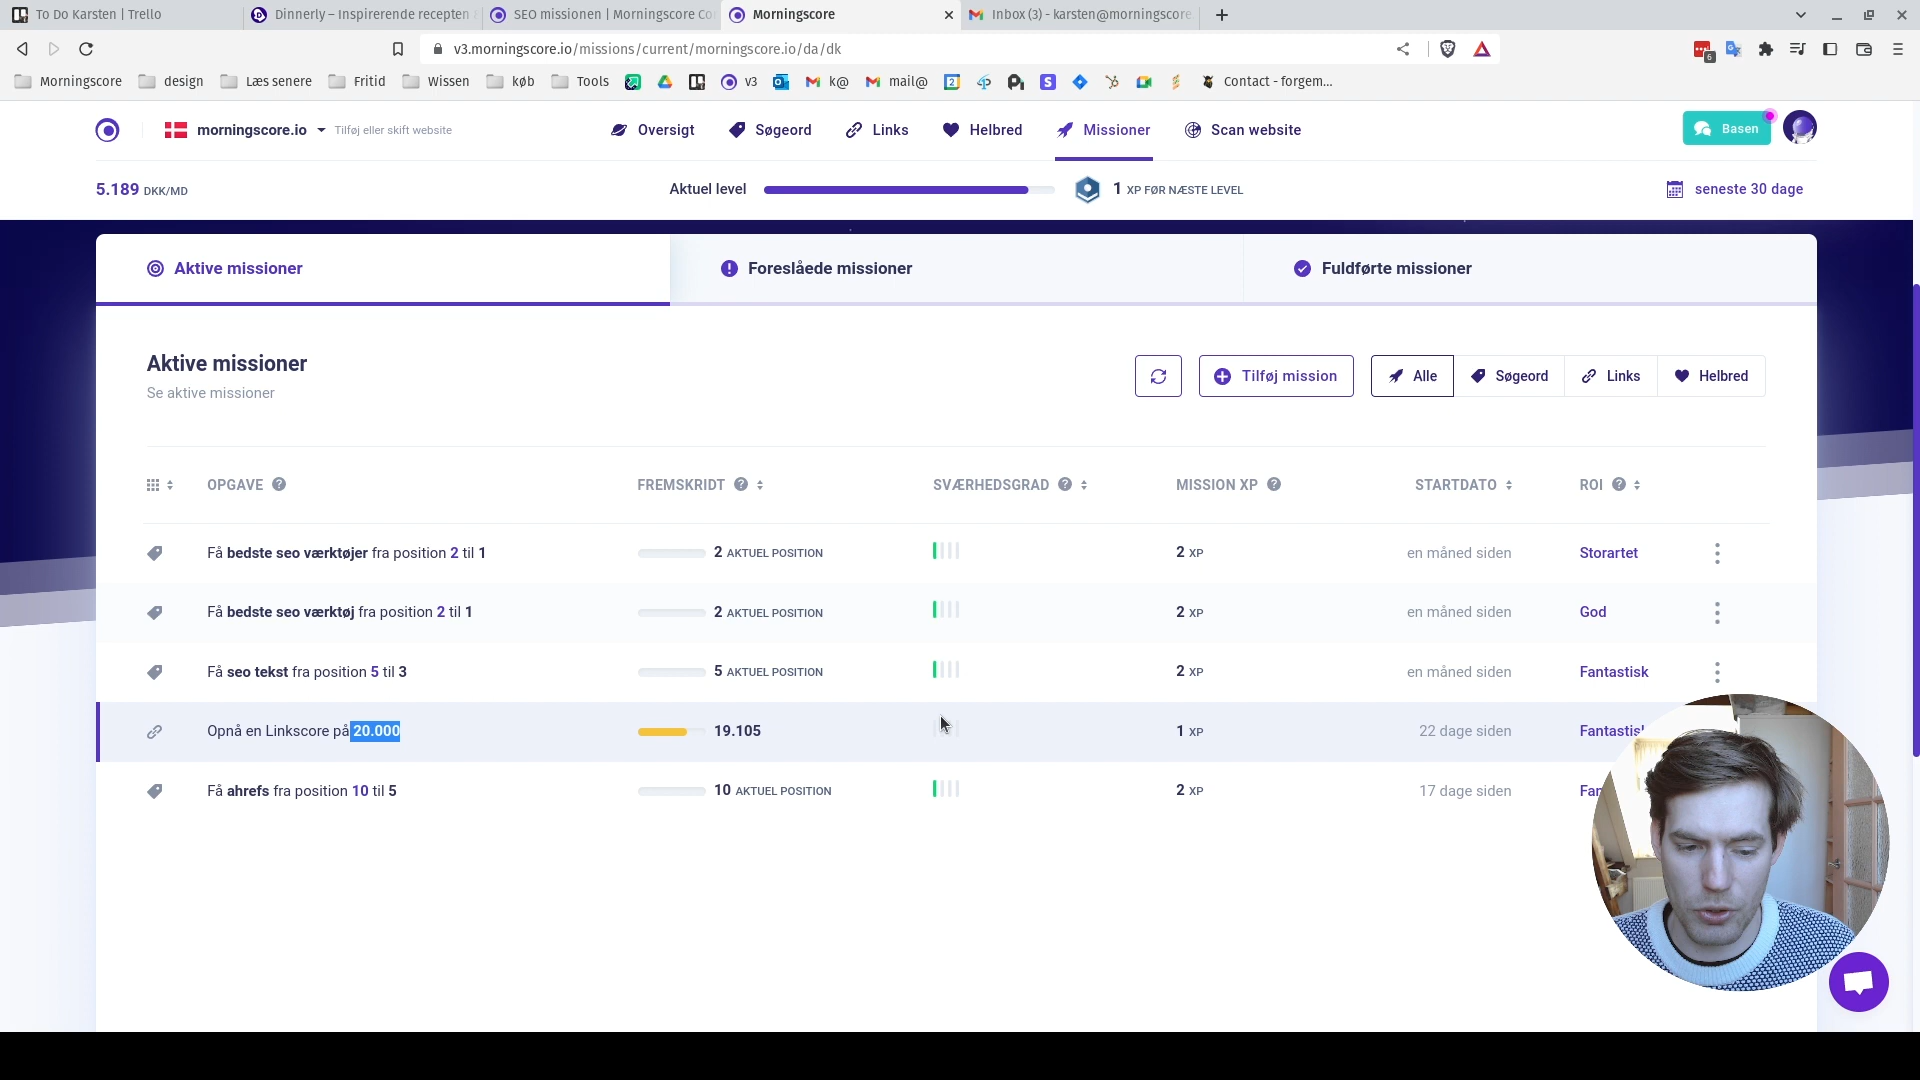 To Do Karsten | Trello
Dinnerly – Inspirerende recepten
SEO missionen | Morningscore Co
Morningscore
Inbox (3) - karsten@morningscore
v3.morningscore.io/missions/current/morningscore.io/da/dk
6
Morningscore
design
Læs senere
Fritid
Wissen
køb
Tools
v3
k@
mail@
Contact - forgem...
morningscore.io
Tilføj eller skift website
Oversigt
Søgeord
Links
Helbred
Missioner
Scan website
Basen
5.189 DKK/MD
Aktuel level
1 XP FØR NÆSTE LEVEL
seneste 30 dage
Aktive missioner
Foreslåede missioner
Fuldførte missioner
Aktive missioner
Se aktive missioner
Tilføj mission
Alle
Søgeord
Links
Helbred
OPGAVE
FREMSKRIDT
SVÆRHEDSGRAD
MISSION XP
STARTDATO
ROI
Få bedste seo værktøjer fra position 2 til 1
2 AKTUEL POSITION
2 XP
en måned siden
Storartet
Få bedste seo værktøj fra position 2 til 1
2 AKTUEL POSITION
2 XP
en måned siden
God
Få seo tekst fra position 5 til 3
5 AKTUEL POSITION
2 XP
en måned siden
Fantastisk
Opnå en Linkscore på 20.000
19.105
1 XP
22 dage siden
Fantastisk
Få ahrefs fra position 10 til 5
10 AKTUEL POSITION
2 XP
17 dage siden
Fan